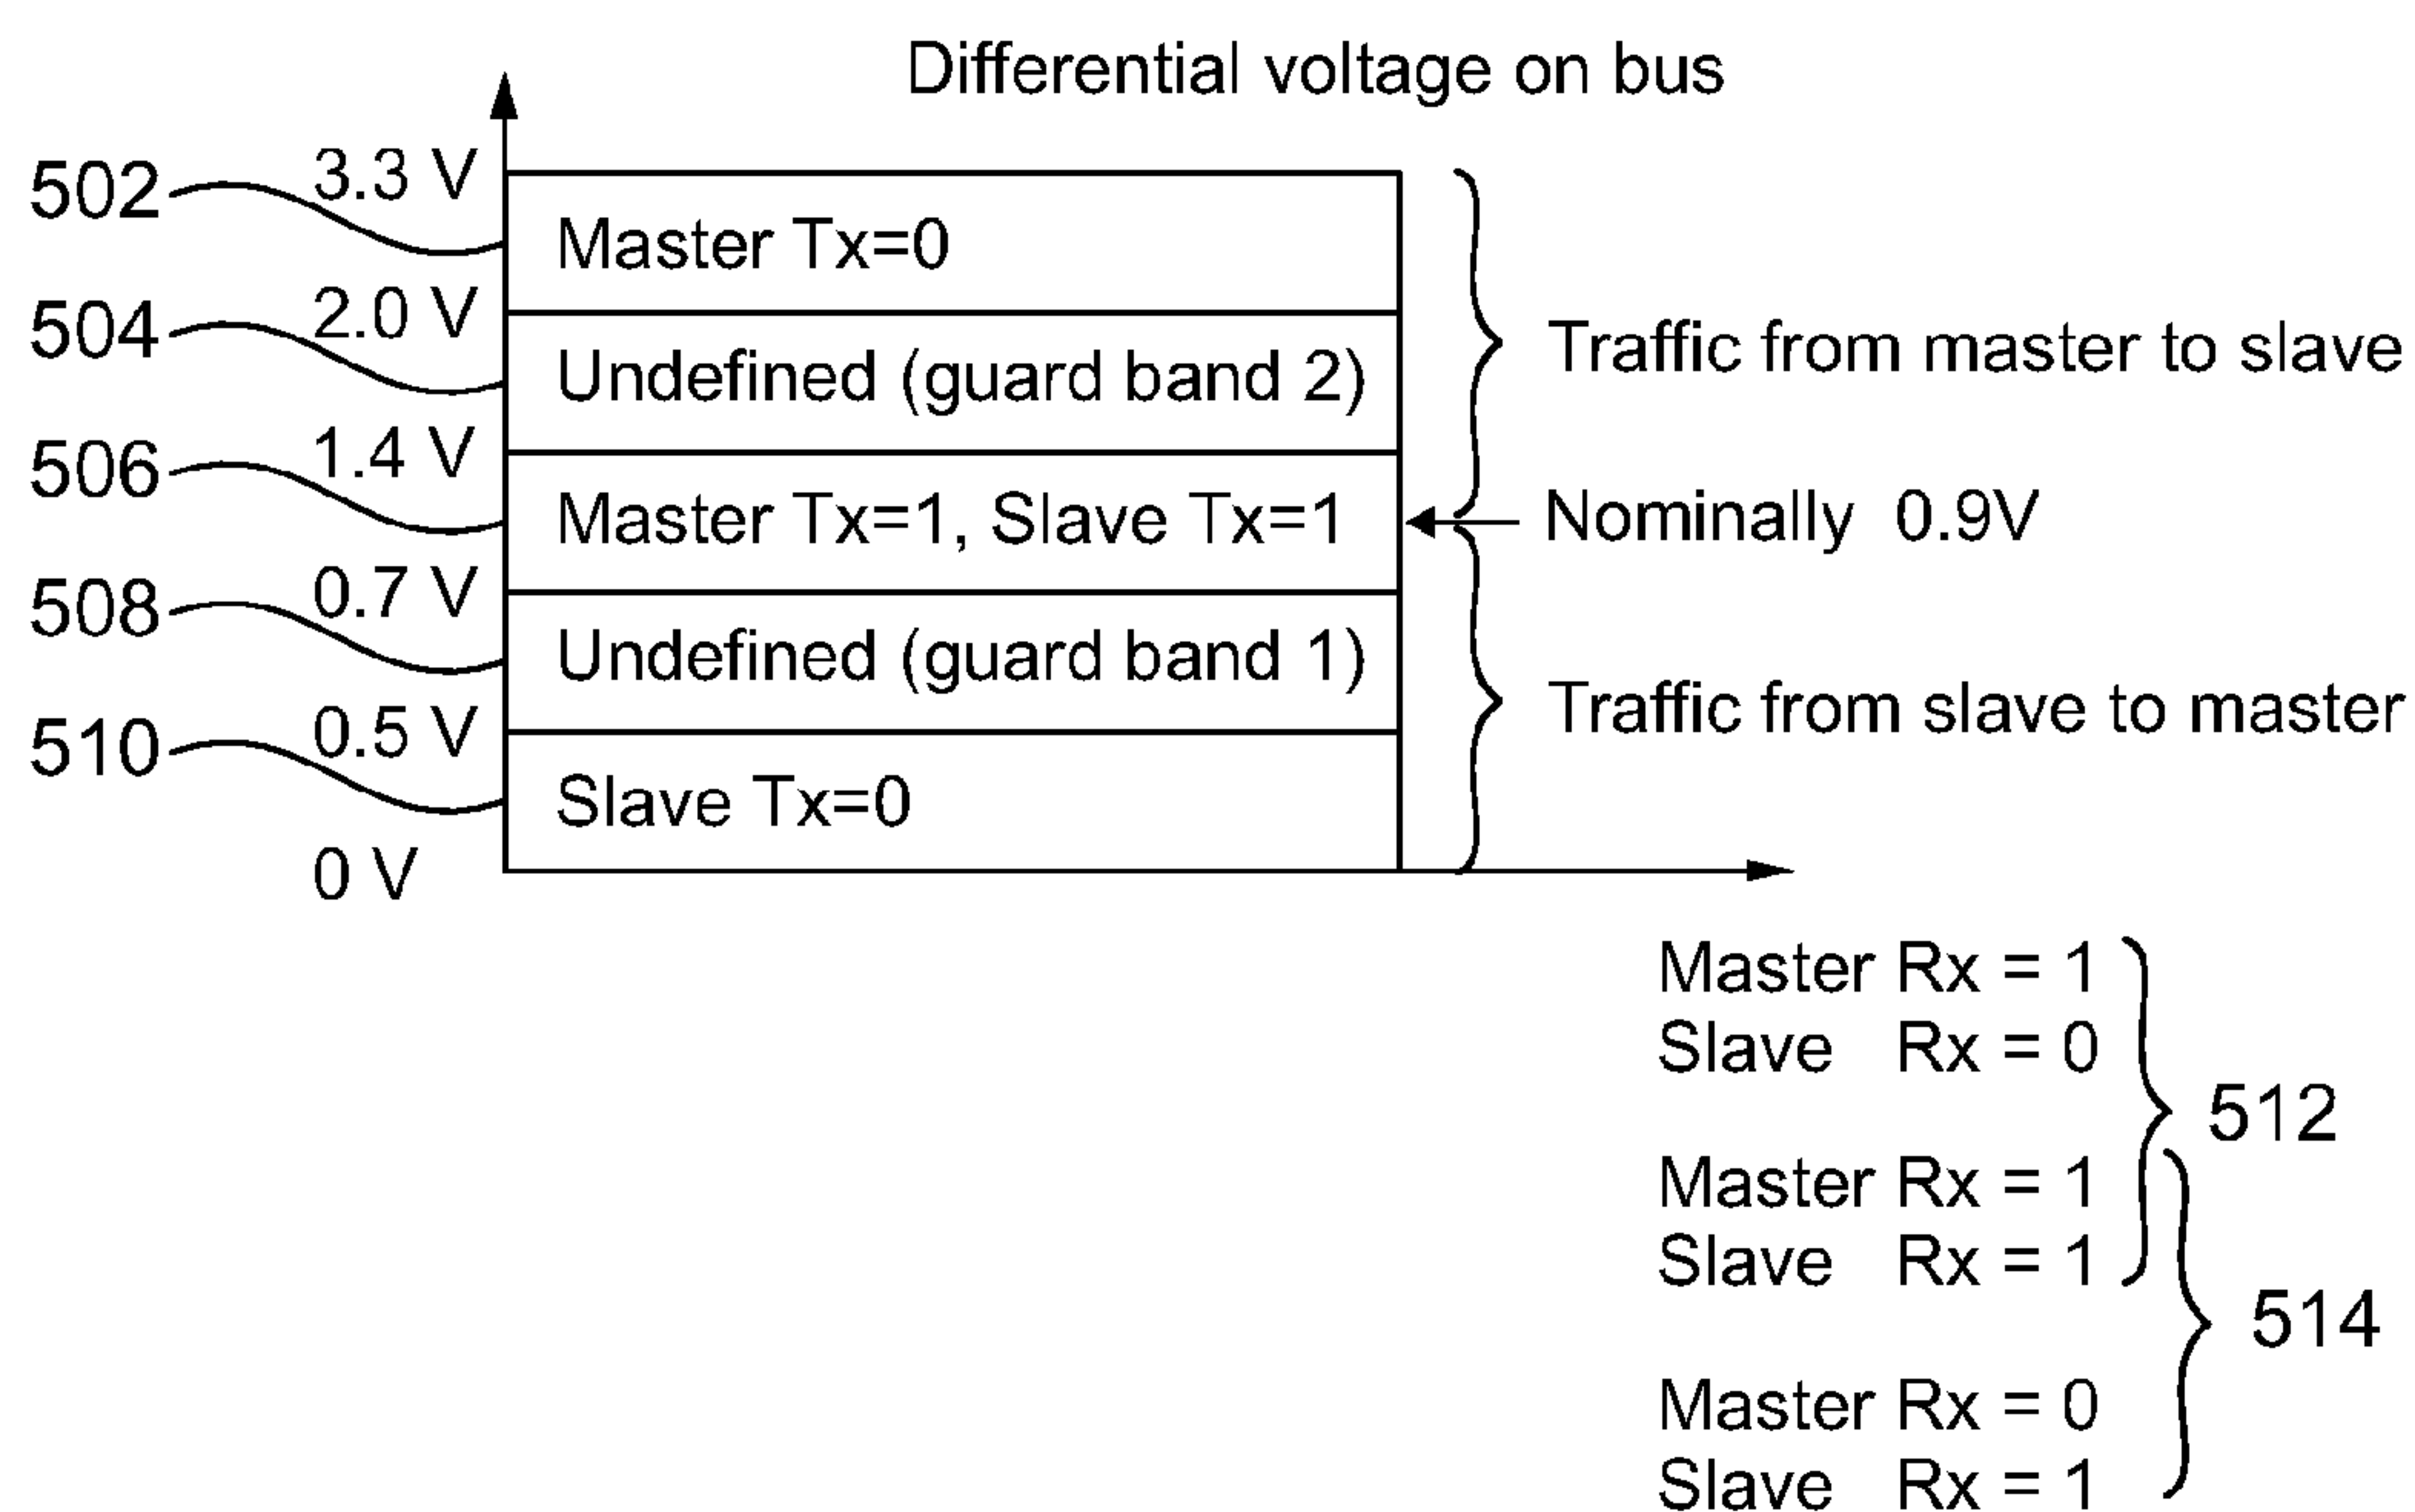 Differential voltage on bus
502 3.3 V
Master Tx=0
504 2.0 V
Undefined (guard band 2)
Traffic from master to slave
506 1.4 V
Master Tx=1, Slave Tx=1
Nominally 0.9V
508 0.7 V
Undefined (guard band 1)
Traffic from slave to master
510 0.5 V
Slave Tx=0
0 V
Master Rx = 1
Slave Rx = 0
512
Master Rx = 1
Slave Rx = 1
514
Master Rx = 0
Slave Rx = 1